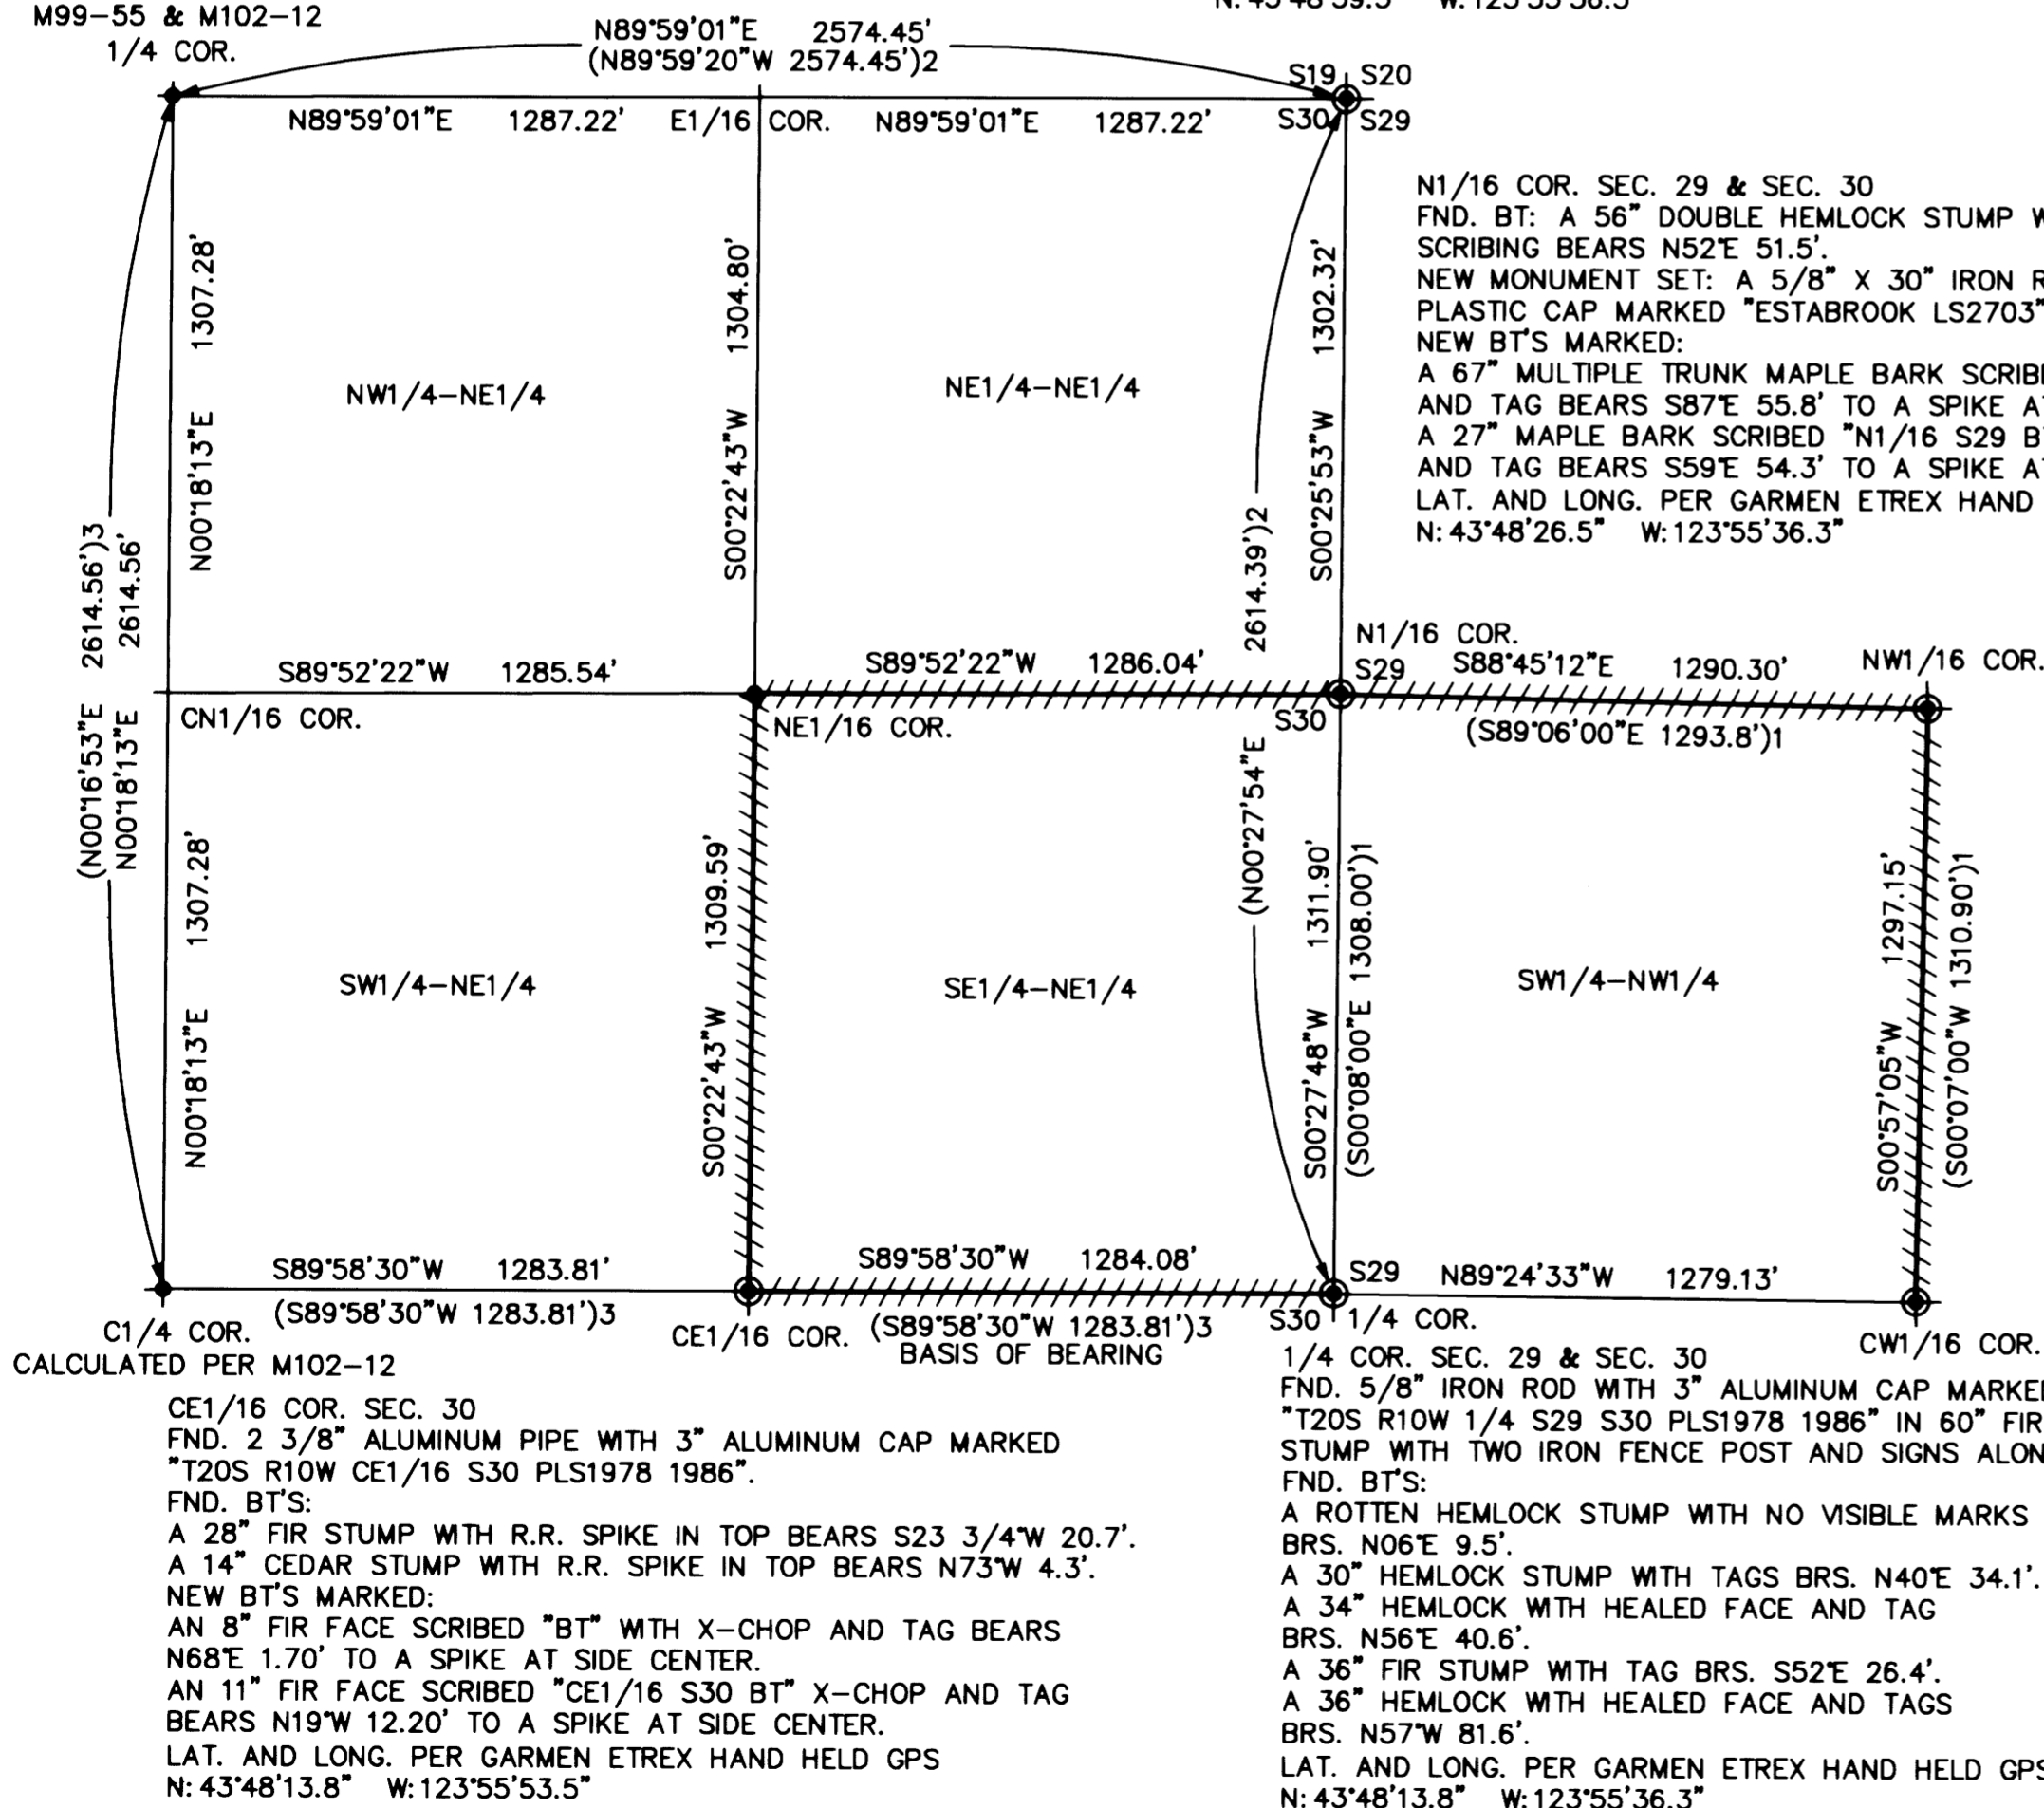 M99-55 & M102-12
1/4 COR.
N89°59'01"E 2574.45'
(N89°59'20"W 2574.45')2
N: 43°48'39.5" W: 123°55'36.5"
S19 S20
S30 S29
N89°59'01"E 1287.22'
E1/16 COR.
N89°59'01"E 1287.22'
N1/16 COR. SEC. 29 & SEC. 30
FND. BT: A 56" DOUBLE HEMLOCK STUMP W
SCRIBING BEARS N52°E 51.5'.
NEW MONUMENT SET: A 5/8" X 30" IRON R
PLASTIC CAP MARKED "ESTABROOK LS2703"
NEW BT'S MARKED:
A 67" MULTIPLE TRUNK MAPLE BARK SCRIB
AND TAG BEARS S87°E 55.8' TO A SPIKE A
A 27" MAPLE BARK SCRIBED "N1/16 S29 B
AND TAG BEARS S59°E 54.3' TO A SPIKE A
LAT. AND LONG. PER GARMEN ETREX HAND
N: 43°48'26.5" W: 123°55'36.3"
N00°18'13"E 1307.28'
S00°22'43"W 1304.80'
S00°25'53"W 1302.32'
NW1/4-NE1/4
NE1/4-NE1/4
(N00°16'53"E 2614.56')3
N00°18'13"E 2614.56'
(N00°27'54"E 2614.39')2
S89°52'22"W 1285.54'
S89°52'22"W 1286.04'
N1/16 COR.
S29
S30
S88°45'12"E 1290.30'
(S89°06'00"E 1293.8')1
NW1/16 COR.
CN1/16 COR.
NE1/16 COR.
N00°18'13"E 1307.28'
S00°22'43"W 1309.59'
S00°27'48"W 1311.90'
(S00°08'00"E 1308.00')1
S00°57'05"W 1297.15'
(S00°07'00"W 1310.90')1
SW1/4-NE1/4
SE1/4-NE1/4
SW1/4-NW1/4
S89°58'30"W 1283.81'
(S89°58'30"W 1283.81')3
S89°58'30"W 1284.08'
(S89°58'30"W 1283.81')3
BASIS OF BEARING
S29
S30
1/4 COR.
N89°24'33"W 1279.13'
CW1/16 COR.
C1/4 COR.
CALCULATED PER M102-12
CE1/16 COR.
CE1/16 COR. SEC. 30
FND. 2 3/8" ALUMINUM PIPE WITH 3" ALUMINUM CAP MARKED
"T20S R10W CE1/16 S30 PLS1978 1986".
FND. BT'S:
A 28" FIR STUMP WITH R.R. SPIKE IN TOP BEARS S23 3/4°W 20.7'.
A 14" CEDAR STUMP WITH R.R. SPIKE IN TOP BEARS N73°W 4.3'.
NEW BT'S MARKED:
AN 8" FIR FACE SCRIBED "BT" WITH X-CHOP AND TAG BEARS
N68°E 1.70' TO A SPIKE AT SIDE CENTER.
AN 11" FIR FACE SCRIBED "CE1/16 S30 BT" X-CHOP AND TAG
BEARS N19°W 12.20' TO A SPIKE AT SIDE CENTER.
LAT. AND LONG. PER GARMEN ETREX HAND HELD GPS
N: 43°48'13.8" W: 123°55'53.5"
1/4 COR. SEC. 29 & SEC. 30
FND. 5/8" IRON ROD WITH 3" ALUMINUM CAP MARKE
"T20S R10W 1/4 S29 S30 PLS1978 1986" IN 60" FIR
STUMP WITH TWO IRON FENCE POST AND SIGNS ALON
FND. BT'S:
A ROTTEN HEMLOCK STUMP WITH NO VISIBLE MARKS
BRS. N06°E 9.5'.
A 30" HEMLOCK STUMP WITH TAGS BRS. N40°E 34.1'.
A 34" HEMLOCK WITH HEALED FACE AND TAG
BRS. N56°E 40.6'.
A 36" FIR STUMP WITH TAG BRS. S52°E 26.4'.
A 36" HEMLOCK WITH HEALED FACE AND TAGS
BRS. N57°W 81.6'.
LAT. AND LONG. PER GARMEN ETREX HAND HELD GPS
N: 43°48'13.8" W: 123°55'36.3"